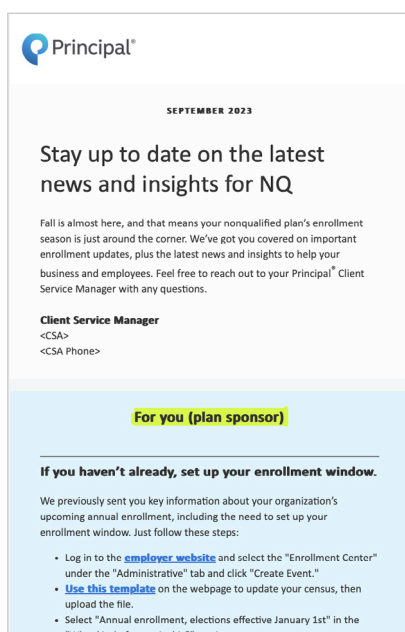 Principal®
SEPTEMBER 2023
Stay up to date on the latest
news and insights for NQ
Fall is almost here, and that means your nonqualified plan's enrollment
season is just around the corner. We've got you covered on important
enrollment updates, plus the latest news and insights to help your
business and employees. Feel free to reach out to your Principal® Client
Service Manager with any questions.
Client Service Manager
<CSA>
<CSA Phone>
For you (plan sponsor)
If you haven't already, set up your enrollment window.
We previously sent you key information about your organization's
upcoming annual enrollment, including the need to set up your
enrollment window. Just follow these steps:
• Log in to the employer website and select the "Enrollment Center"
under the "Administrative" tab and click "Create Event."
• Use this template on the webpage to update your census, then
upload the file.
• Select "Annual enrollment, elections effective January 1st" in the